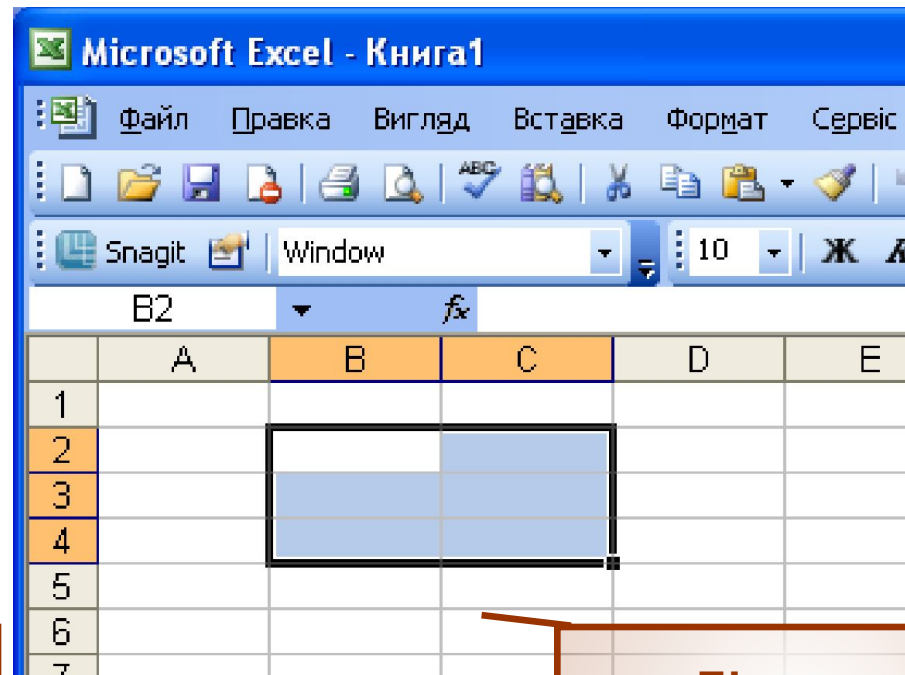 Microsoft Excel - Книга1
Файл Правка Вигляд Вставка Формат Сервіс
ABC
Snagit Window 10 Ж
B2 fx
A B C D E
1
2
3
4
5
6